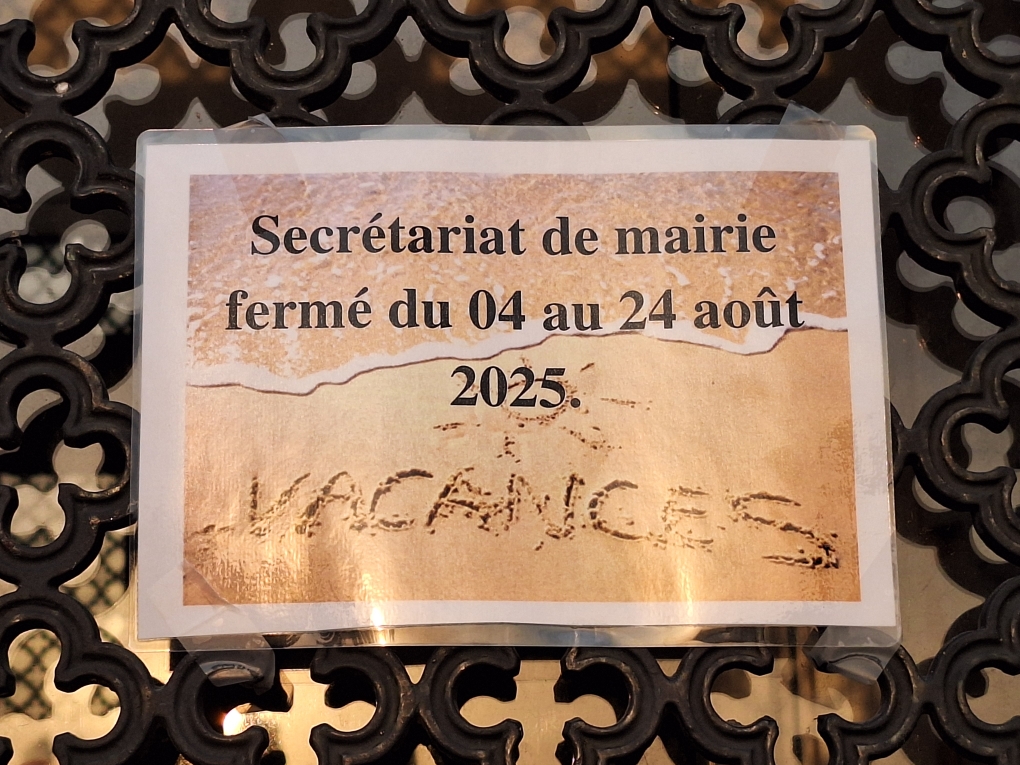 Secrétariat de mairie
fermé du 04 au 24 août
2025.
VACANCES